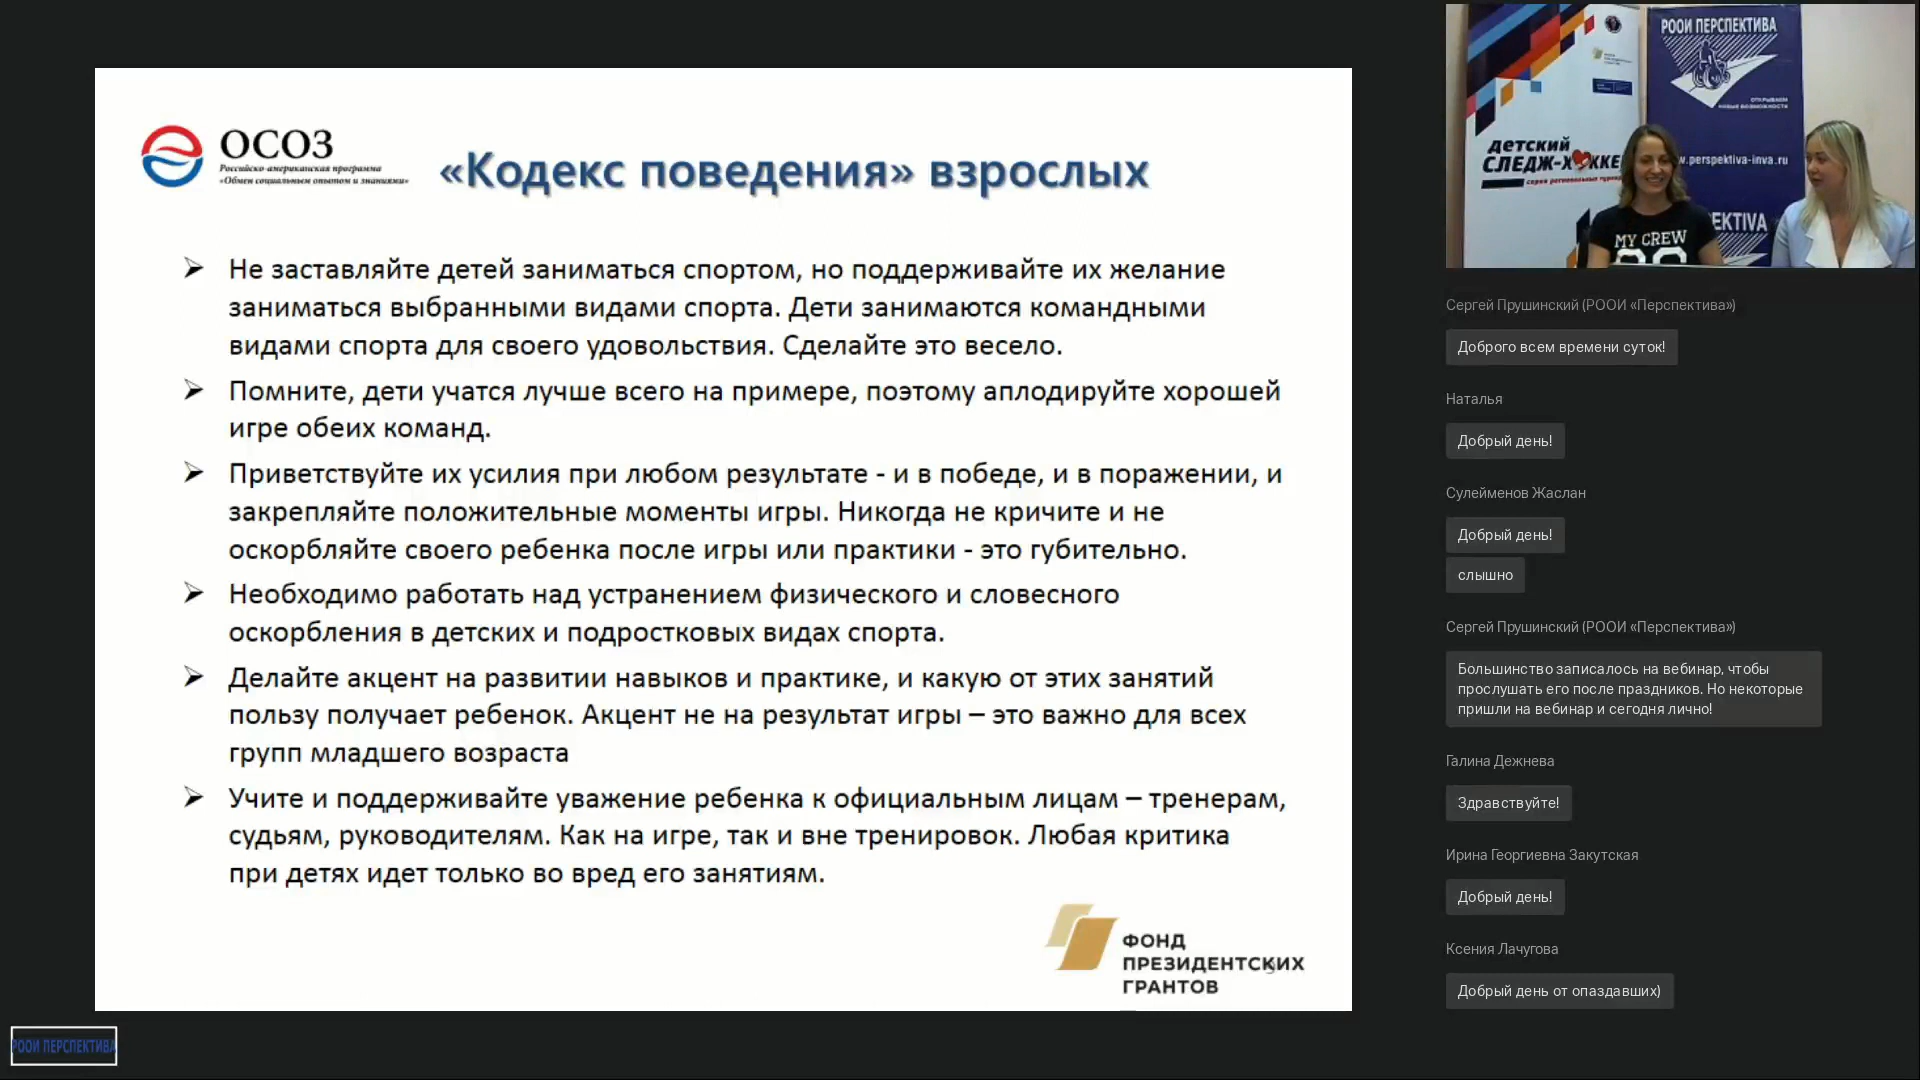 ОСОЗ
Российско-американская программа
«Обмен социальным опытом и знаниями»
«Кодекс поведения» взрослых
Не заставляйте детей заниматься спортом, но поддерживайте их желание
заниматься выбранными видами спорта. Дети занимаются командными
видами спорта для своего удовольствия. Сделайте это весело.
Помните, дети учатся лучше всего на примере, поэтому аплодируйте хорошей
игре обеих команд.
Приветствуйте их усилия при любом результате - и в победе, и в поражении, и
закрепляйте положительные моменты игры. Никогда не кричите и не
оскорбляйте своего ребенка после игры или практики - это губительно.
Необходимо работать над устранением физического и словесного
оскорбления в детских и подростковых видах спорта.
Делайте акцент на развитии навыков и практике, и какую от этих занятий
пользу получает ребенок. Акцент не на результат игры – это важно для всех
групп младшего возраста
Учите и поддерживайте уважение ребенка к официальным лицам – тренерам,
судьям, руководителям. Как на игре, так и вне тренировок. Любая критика
при детях идет только во вред его занятиям.
ФОНД
ПРЕЗИДЕНТСКИХ
ГРАНТОВ
РООИ ПЕРСПЕКТИВА
РООИ ПЕРСПЕКТИВА
ОТКРЫВАЕМ
НОВЫЕ ВОЗМОЖНОСТИ
ДЕТСКИЙ
СЛЕДЖ-ХОККЕ
w.perspektiva-inva.ru
EKTIVA
MY CREW
Сергей Прушинский (РООИ «Перспектива»)
Доброго всем времени суток!
Наталья
Добрый день!
Сулейменов Жаслан
Добрый день!
слышно
Сергей Прушинский (РООИ «Перспектива»)
Большинство записалось на вебинар, чтобы
прослушать его после праздников. Но некоторые
пришли на вебинар и сегодня лично!
Галина Дежнева
Здравствуйте!
Ирина Георгиевна Закутская
Добрый день!
Ксения Лачугова
Добрый день от опаздавших)